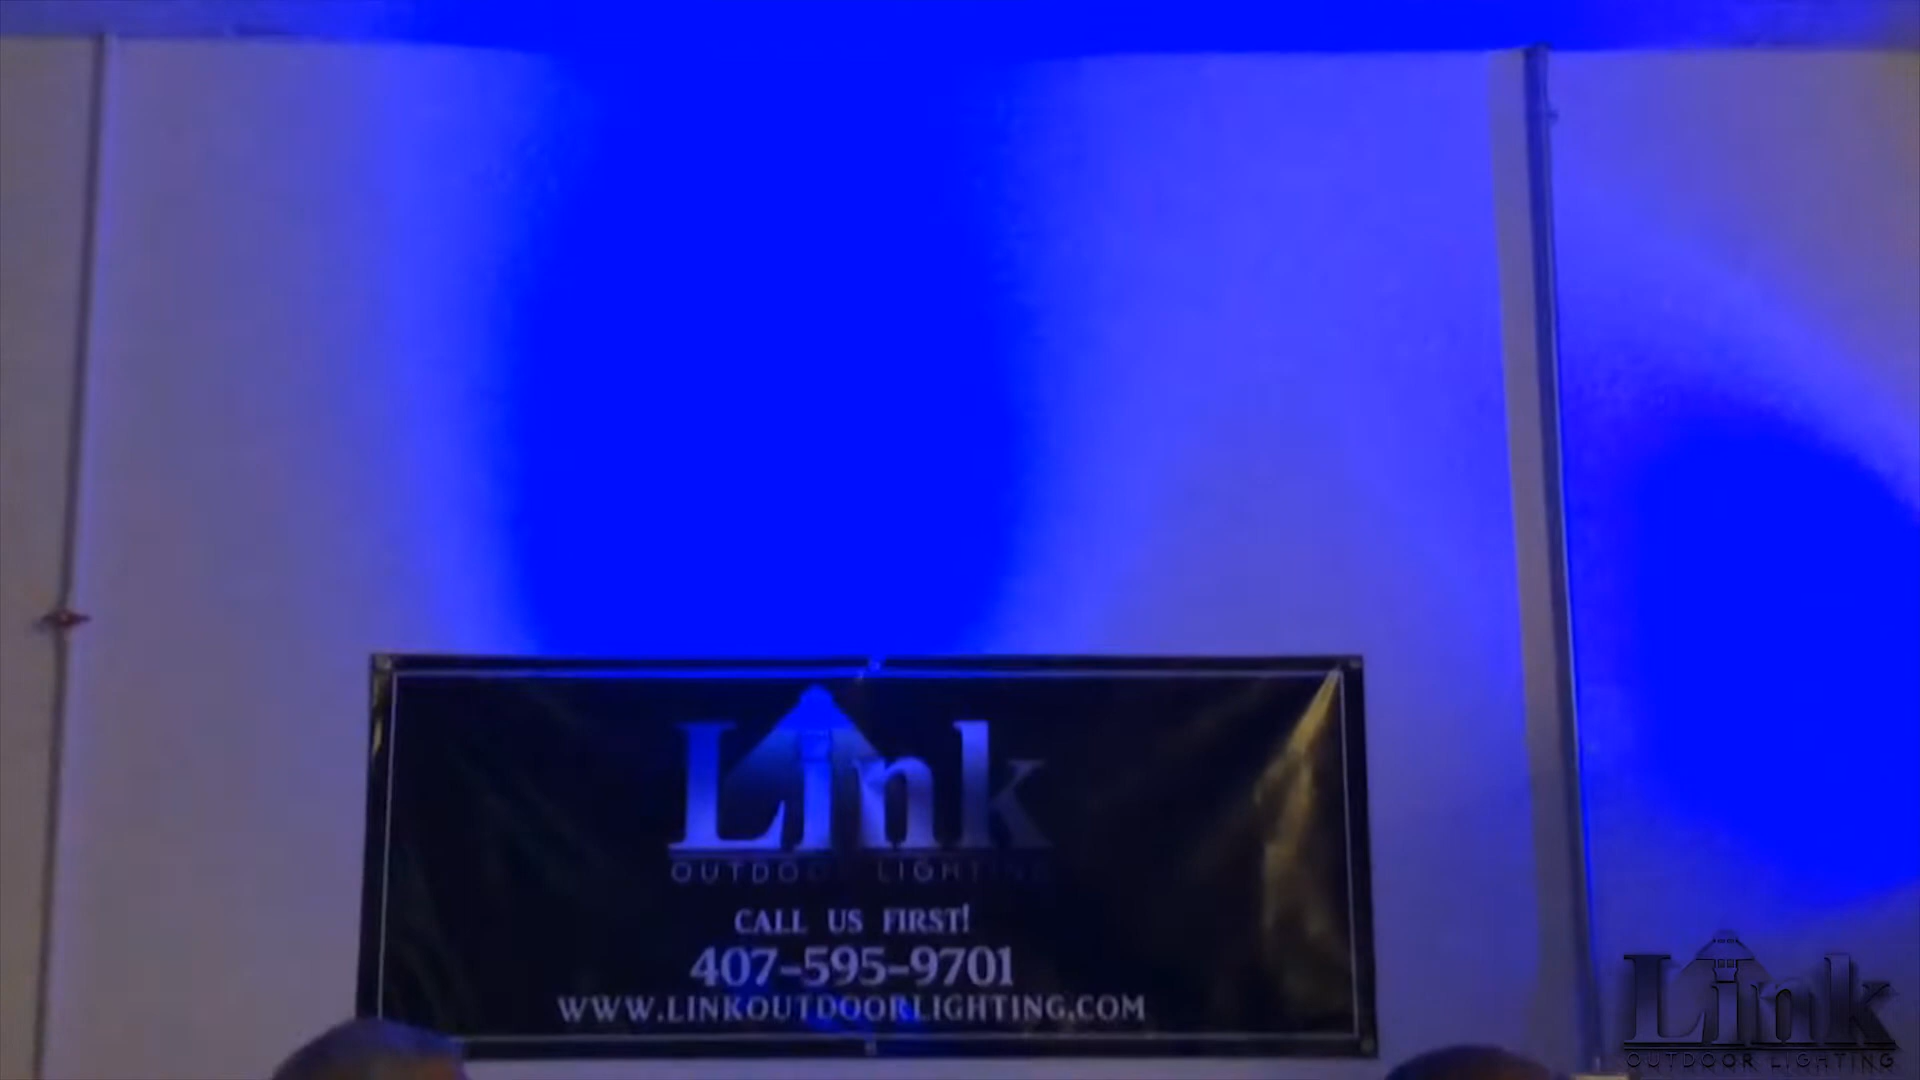 Link
OUTDOOR LIGHTING
CALL US FIRST!
407-595-9701
WWW.LINKOUTDOORLIGHTING.COM
Link
OUTDOOR LIGHTING